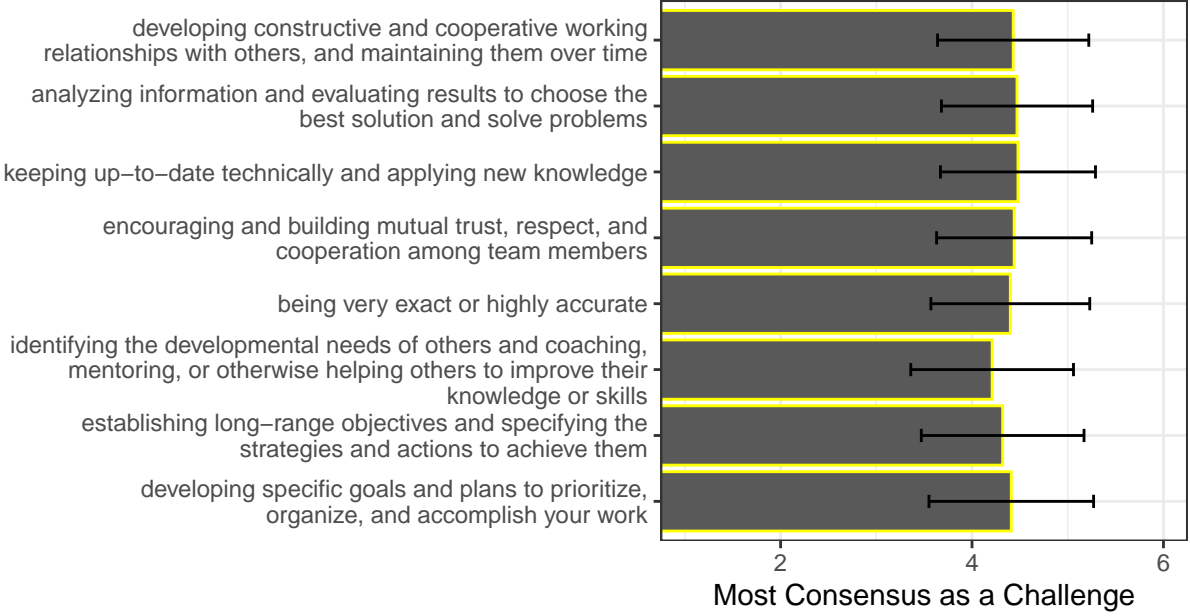 developing constructive and cooperative working
relationships with others, and maintaining them over time
analyzing information and evaluating results to choose the
best solution and solve problems
keeping up−to−date technically and applying new knowledge
encouraging and building mutual trust, respect, and
cooperation among team members
being very exact or highly accurate
identifying the developmental needs of others and coaching,
mentoring, or otherwise helping others to improve their
knowledge or skills
establishing long−range objectives and specifying the
strategies and actions to achieve them
developing specific goals and plans to prioritize,
organize, and accomplish your work
2 4 6
Most Consensus as a Challenge